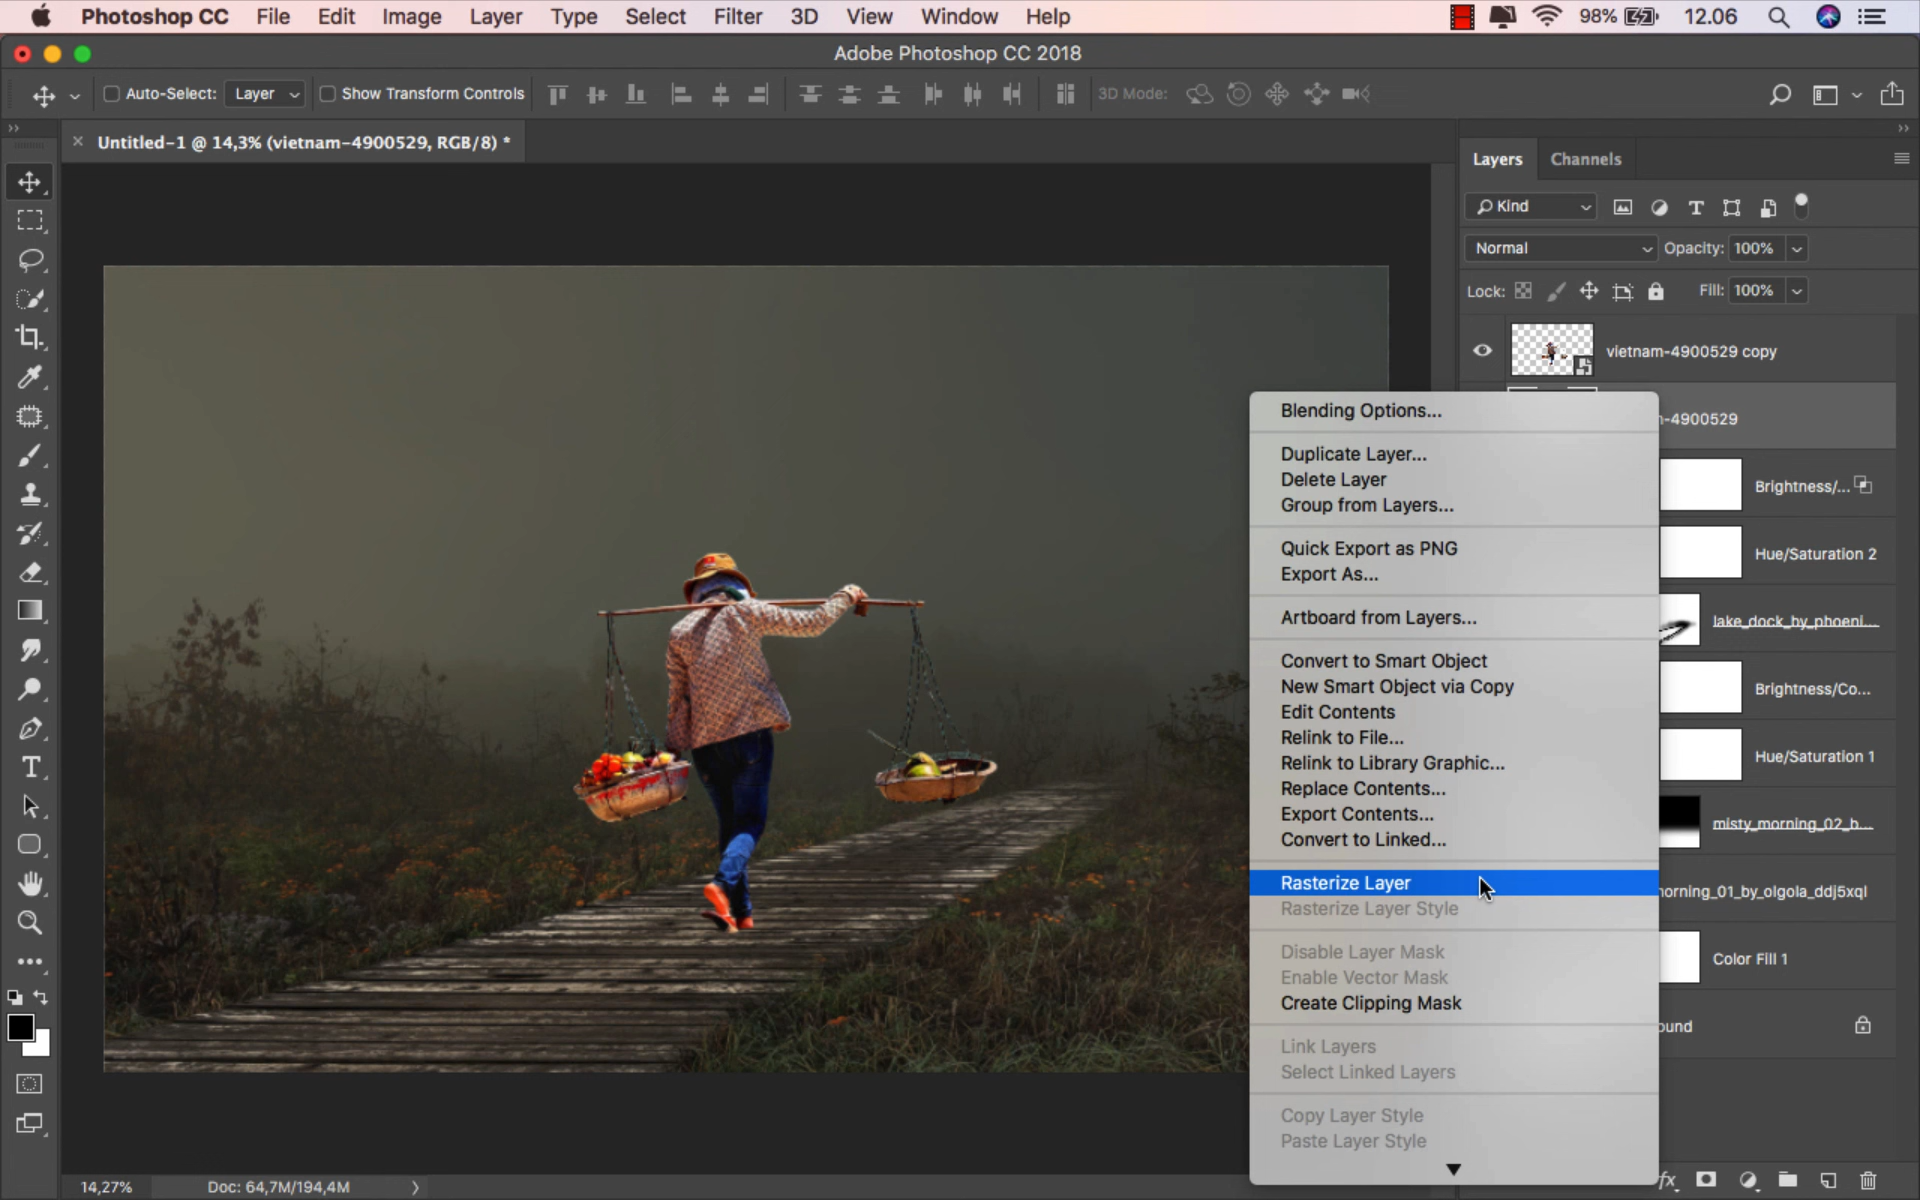 Photoshop CC File Edit Image Layer Type Select Filter 3D View Window Help 98% 12.06
Adobe Photoshop CC 2018
Auto-Select: Layer Show Transform Controls 3D Mode:
Untitled-1 @ 14,3% (vietnam-4900529, RGB/8) *
Layers Channels
Kind
Normal Opacity: 100%
Lock: Fill: 100%
vietnam-4900529 copy
-4900529
Brightness/...
Hue/Saturation 2
lake_dock_by_phoeni...
Brightness/Co...
Hue/Saturation 1
misty_morning_02_b...
orning_01_by_olgola_ddj5xql
Color Fill 1
ound
Blending Options...
Duplicate Layer...
Delete Layer
Group from Layers...
Quick Export as PNG
Export As...
Artboard from Layers...
Convert to Smart Object
New Smart Object via Copy
Edit Contents
Relink to File...
Relink to Library Graphic...
Replace Contents...
Export Contents...
Convert to Linked...
Rasterize Layer
Rasterize Layer Style
Disable Layer Mask
Enable Vector Mask
Create Clipping Mask
Link Layers
Select Linked Layers
Copy Layer Style
Paste Layer Style
fx
14,27% Doc: 64,7M/194,4M